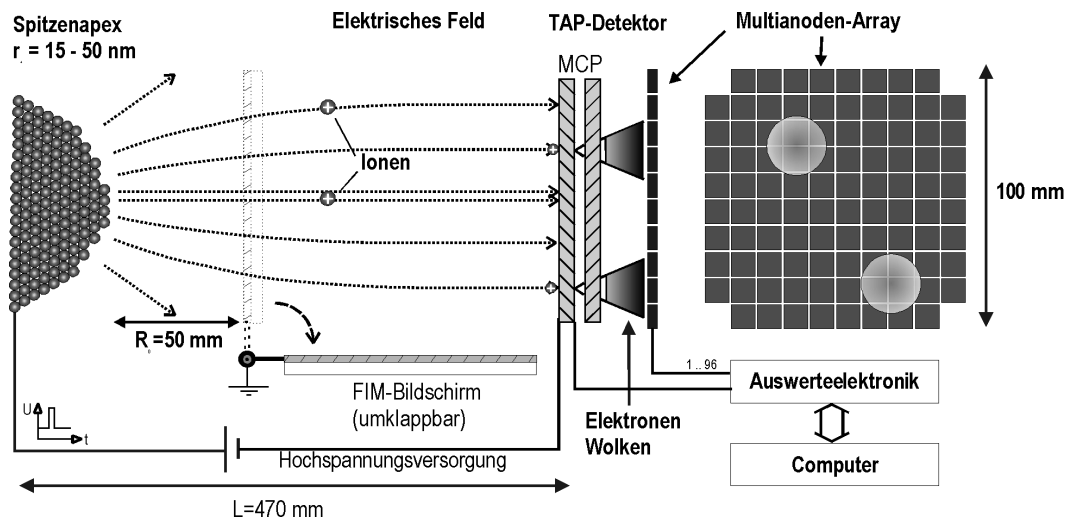 Spitzenapex
r = 15 - 50 nm
Elektrisches Feld
TAP-Detektor
Multianoden-Array
MCP
Ionen
100 mm
R₀=50 mm
FIM-Bildschirm
(umklappbar)
U
t
Hochspannungsversorgung
L=470 mm
Elektronen
Wolken
1 .. 96
Auswerteelektronik
Computer